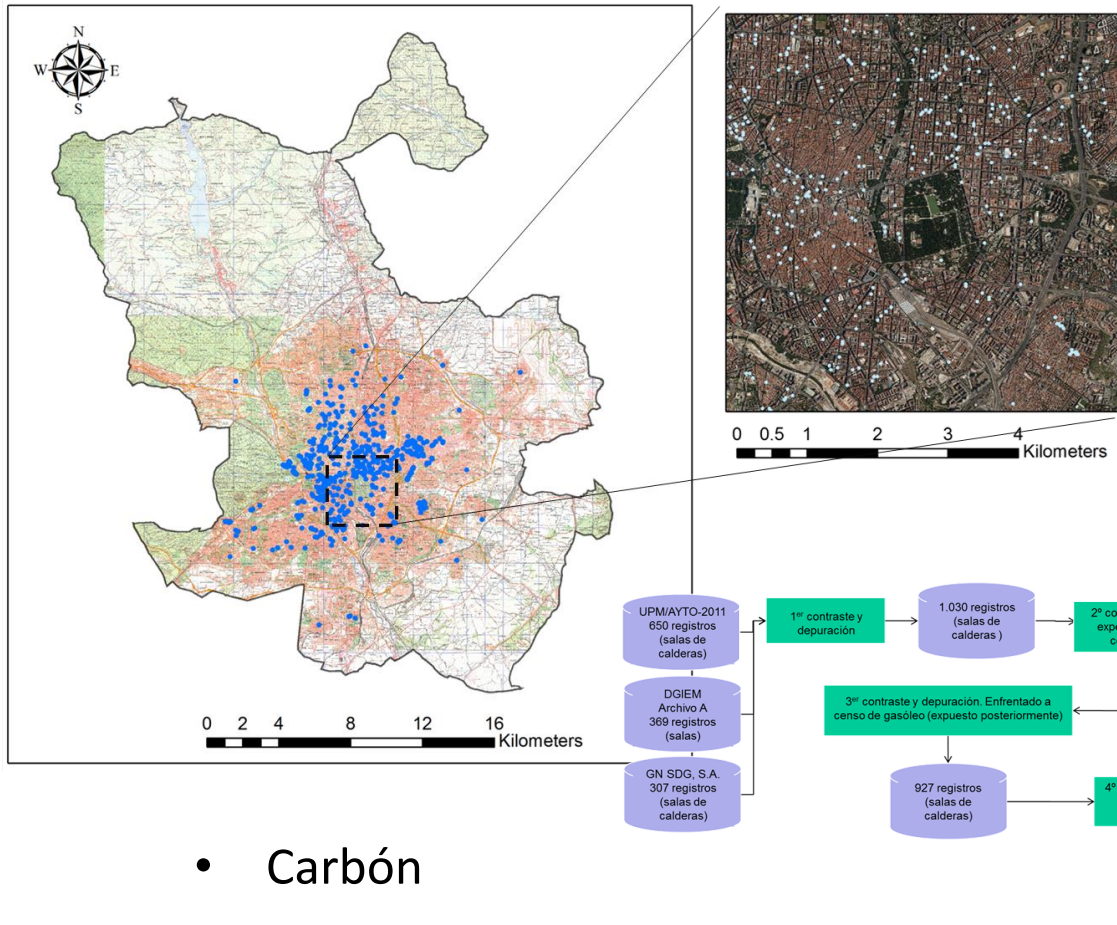 N
W
E
S
0 2 4 8 12 16
Kilometers
0 0.5 1 2 3 4
Kilometers
UPM/AYTO-2011
650 registros
(salas de
calderas)
1er contraste y
depuración
1.030 registros
(salas de
calderas )
DGIEM
Archivo A
369 registros
(salas)
3er contraste y depuración. Enfrentado a
censo de gasóleo (expuesto posteriormente)
GN SDG, S.A.
307 registros
(salas de
calderas)
927 registros
(salas de
calderas)
• Carbón